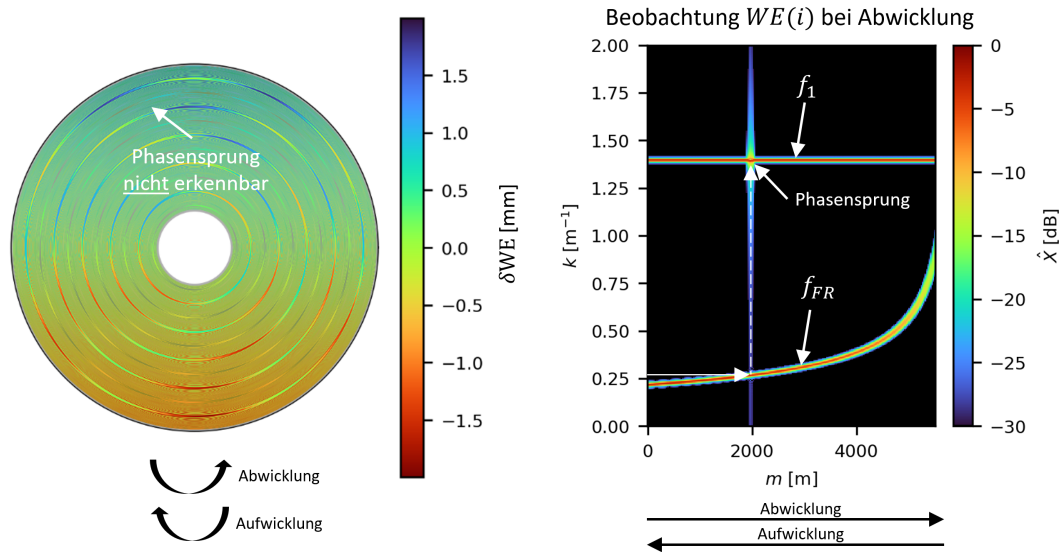 Phasensprung
nicht erkennbar
1.5
1.0
0.5
0.0
−0.5
−1.0
−1.5
δWE [mm]
Abwicklung
Aufwicklung
Beobachtung WE(i) bei Abwicklung
2.00
1.75
1.50
1.25
1.00
0.75
0.50
0.25
0.00
k [m⁻¹]
f₁
Phasensprung
f_FR
0
2000
4000
m [m]
0
−5
−10
−15
−20
−25
−30
X̂ [dB]
Abwicklung
Aufwicklung